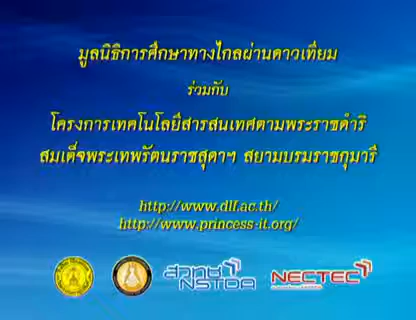 มูลนิธิการศึกษาทางไกลผ่านดาวเทียม
ร่วมกับ
โครงการเทคโนโลยีสารสนเทศตามพระราชดำริ
สมเด็จพระเทพรัตนราชสุดาฯ สยามบรมราชกุมารี
http://www.dlf.ac.th/
http://www.princess-it.org/
สวทช
NSTDA
NECTEC